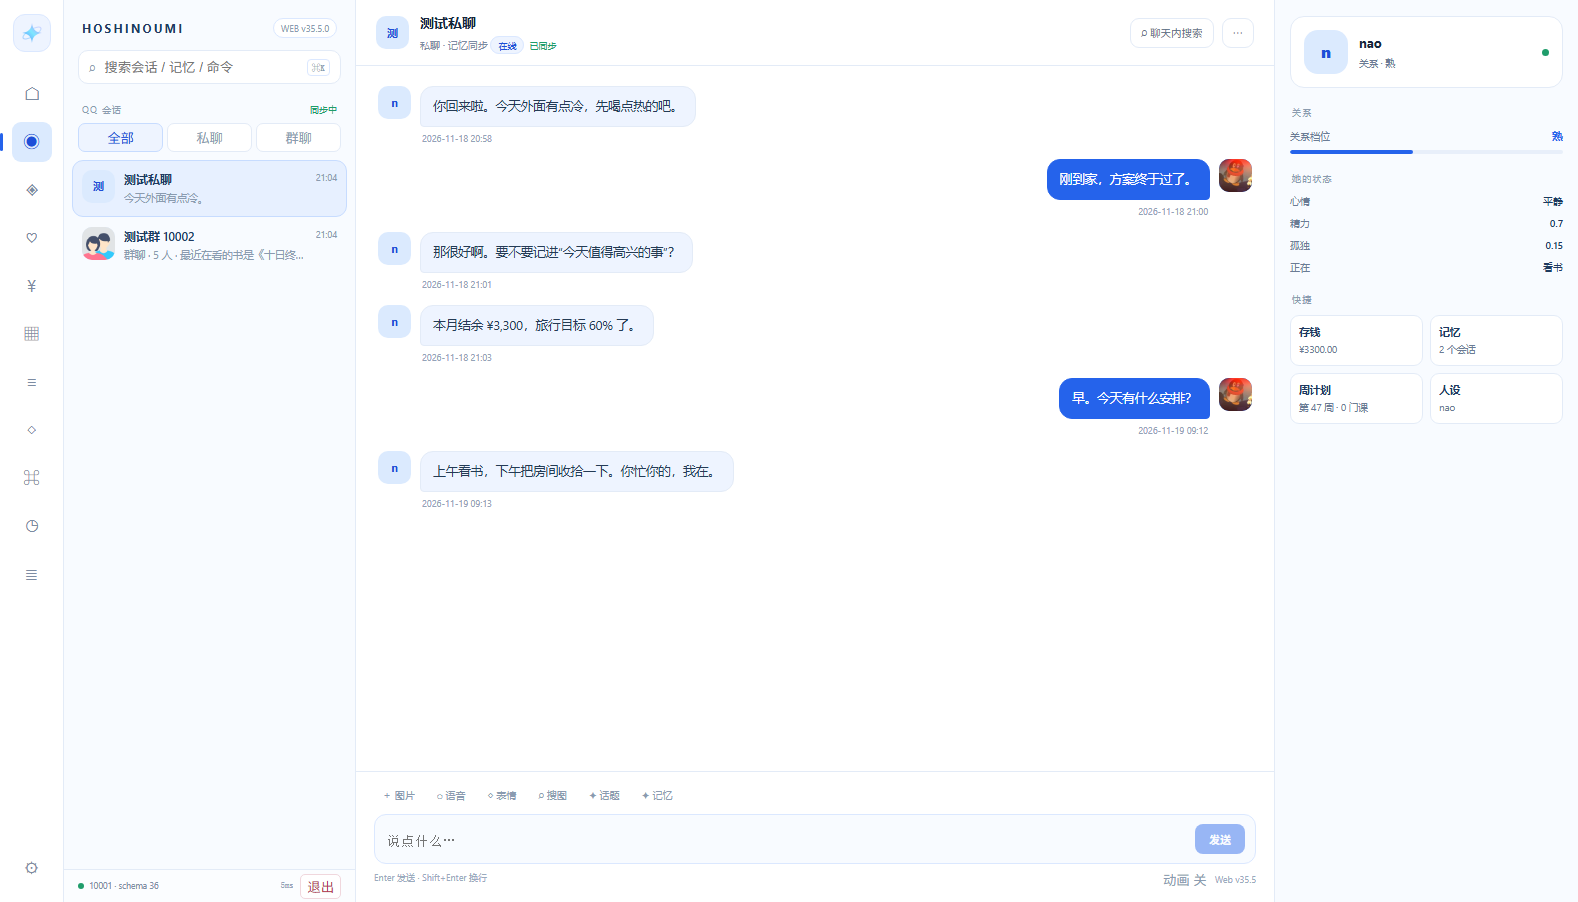 HOSHINOUMI
WEB v35.5.0
搜索会话 / 记忆 / 命令
⌘K
QQ 会话
同步中
全部
私聊
群聊
测
测试私聊
21:04
今天外面有点冷。
测试群 10002
21:04
群聊 · 5 人 · 最近在看的书是《十日终...
10001 · schema 36
5ms
退出
测
测试私聊
私聊 · 记忆同步
在线
已同步
聊天内搜索
···
n
你回来啦。今天外面有点冷，先喝点热的吧。
2026-11-18 20:58
刚到家，方案终于过了。
2026-11-18 21:00
n
那很好啊。要不要记进“今天值得高兴的事”？
2026-11-18 21:01
n
本月结余 ¥3,300，旅行目标 60% 了。
2026-11-18 21:03
早。今天有什么安排？
2026-11-19 09:12
n
上午看书，下午把房间收拾一下。你忙你的，我在。
2026-11-19 09:13
+ 图片
语音
表情
搜图
✦ 话题
✦ 记忆
说点什么…
发送
Enter 发送 · Shift+Enter 换行
动画 关
Web v35.5
n
nao
关系 · 熟
关系
关系档位
熟
她的状态
心情
平静
精力
0.7
孤独
0.15
正在
看书
快捷
存钱
¥3300.00
记忆
2 个会话
周计划
第 47 周 · 0 门课
人设
nao